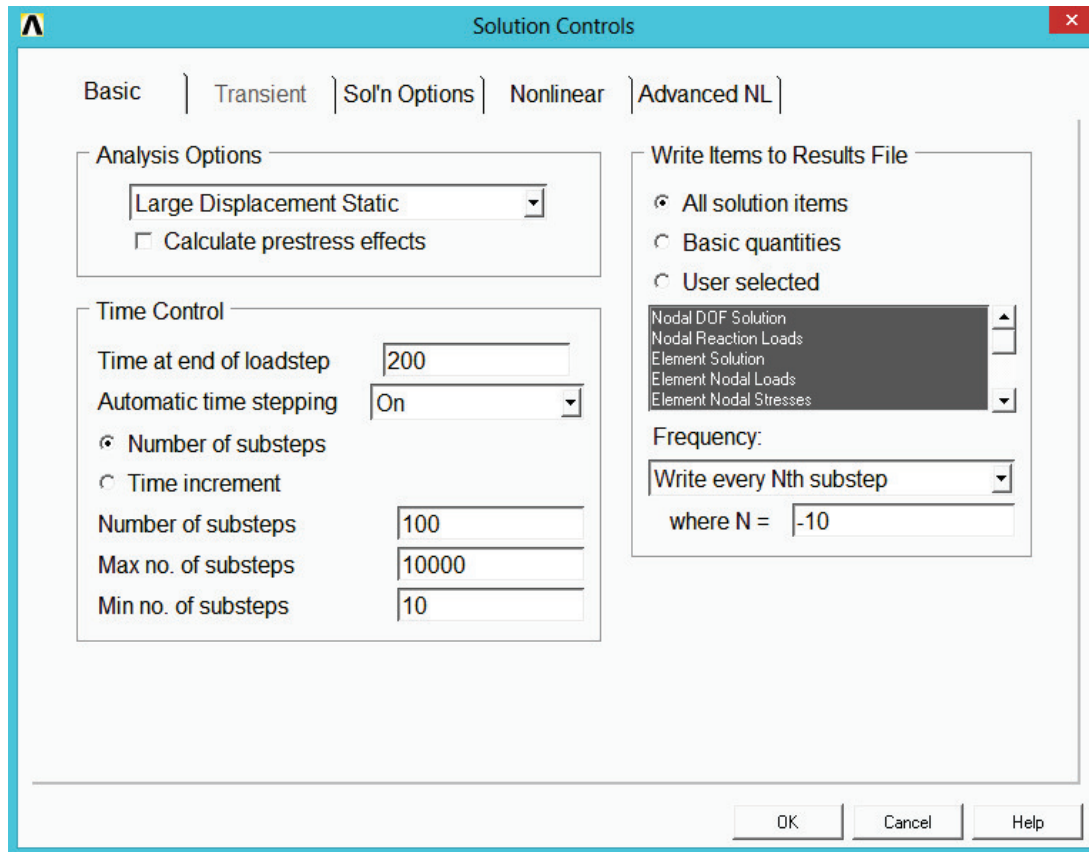 Solution Controls
Basic
Transient
Sol'n Options
Nonlinear
Advanced NL
Analysis Options
Large Displacement Static
Calculate prestress effects
Time Control
Time at end of loadstep 200
Automatic time stepping On
Number of substeps
Time increment
Number of substeps 100
Max no. of substeps 10000
Min no. of substeps 10
Write Items to Results File
All solution items
Basic quantities
User selected
Nodal DOF Solution
Nodal Reaction Loads
Element Solution
Element Nodal Loads
Element Nodal Stresses
Frequency:
Write every Nth substep
where N = -10
OK
Cancel
Help